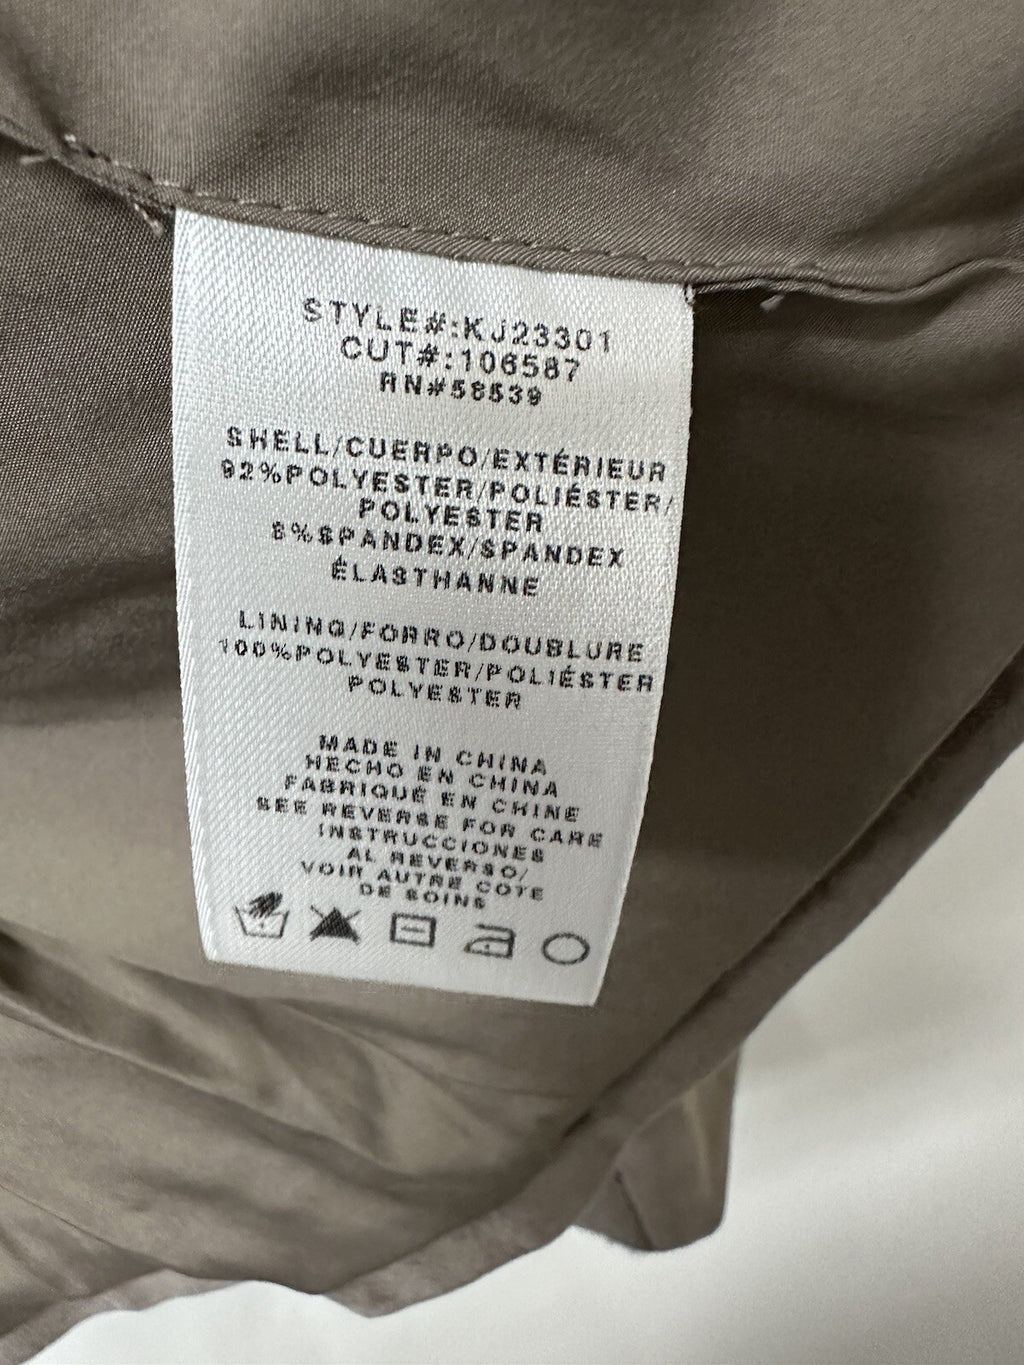 STYLE#:KJ23301
CUT#:106587
RN#58539
SHELL/CUERPO/EXTÉRIEUR
92%POLYESTER/POLIÉSTER/
POLYESTER
8%SPANDEX/SPANDEX
ÉLASTHANNE
LINING/FORRO/DOUBLURE
100%POLYESTER/POLIÉSTER
POLYESTER
MADE IN CHINA
HECHO EN CHINA
FABRIQUÉ EN CHINE
SEE REVERSE FOR CARE
INSTRUCCIONES
AL REVERSO/
VOIR AUTRE COTE
DE SOINS